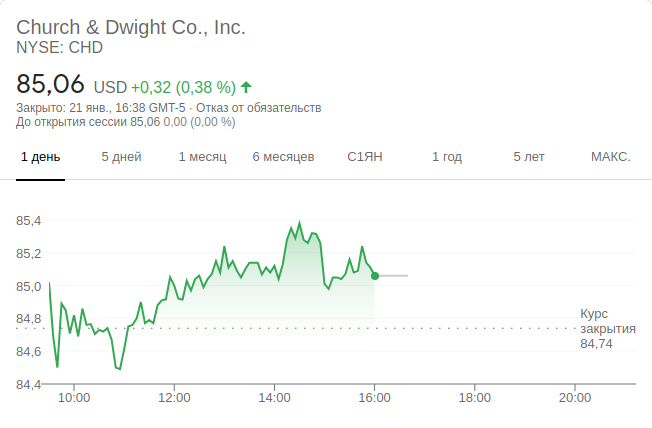 Church & Dwight Co., Inc.
NYSE: CHD
85,06 USD +0,32 (0,38 %)
Закрыто: 21 янв., 16:38 GMT-5 · Отказ от обязательств
До открытия сессии 85,06 0,00 (0,00 %)
1 день 5 дней 1 месяц 6 месяцев С1ЯН 1 год 5 лет МАКС.
85,4
85,2
85,0
84,8
84,6
84,4
Курс
закрытия
84,74
10:00 12:00 14:00 16:00 18:00 20:00